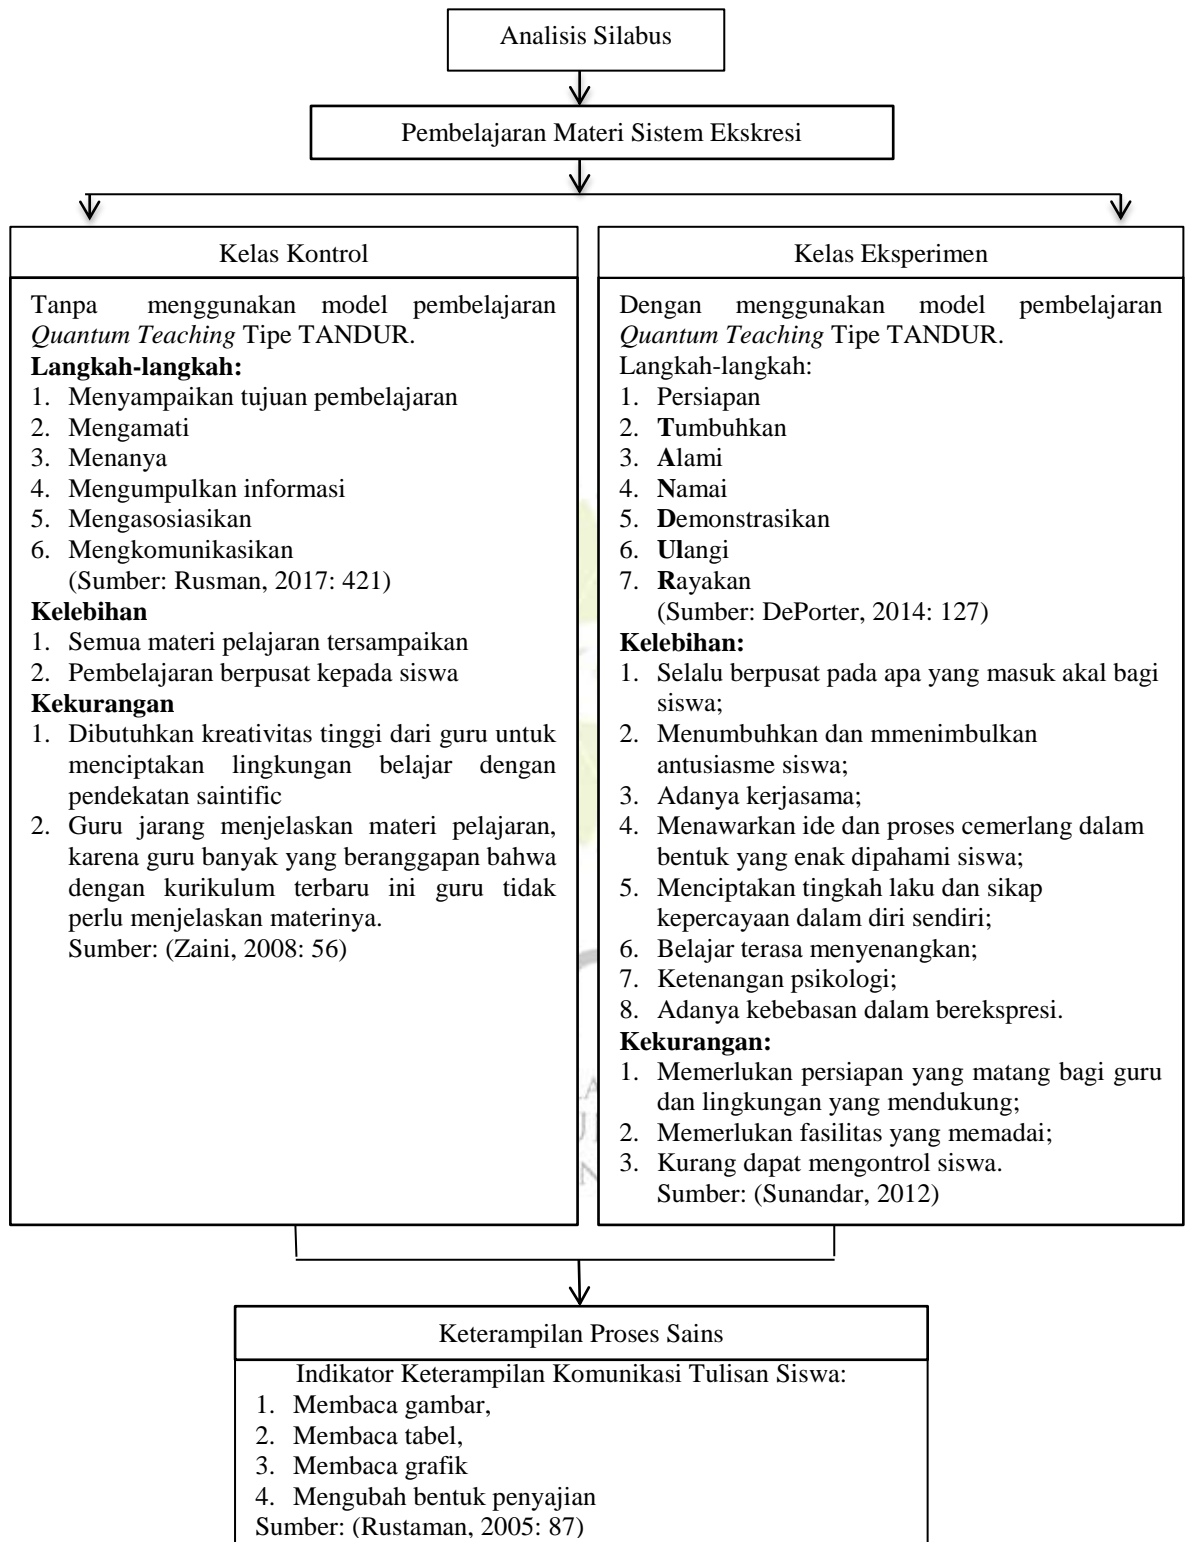 Analisis Silabus
Pembelajaran Materi Sistem Ekskresi
Kelas Kontrol
Tanpa menggunakan model pembelajaran
Quantum Teaching Tipe TANDUR.
Langkah-langkah:
1. Menyampaikan tujuan pembelajaran
2. Mengamati
3. Menanya
4. Mengumpulkan informasi
5. Mengasosiasikan
6. Mengkomunikasikan
(Sumber: Rusman, 2017: 421)
Kelebihan
1. Semua materi pelajaran tersampaikan
2. Pembelajaran berpusat kepada siswa
Kekurangan
1. Dibutuhkan kreativitas tinggi dari guru untuk
menciptakan lingkungan belajar dengan
pendekatan saintific
2. Guru jarang menjelaskan materi pelajaran,
karena guru banyak yang beranggapan bahwa
dengan kurikulum terbaru ini guru tidak
perlu menjelaskan materinya.
Sumber: (Zaini, 2008: 56)
Kelas Eksperimen
Dengan menggunakan model pembelajaran
Quantum Teaching Tipe TANDUR.
Langkah-langkah:
1. Persiapan
2. Tumbuhkan
3. Alami
4. Namai
5. Demonstrasikan
6. Ulangi
7. Rayakan
(Sumber: DePorter, 2014: 127)
Kelebihan:
1. Selalu berpusat pada apa yang masuk akal bagi
siswa;
2. Menumbuhkan dan mmenimbulkan
antusiasme siswa;
3. Adanya kerjasama;
4. Menawarkan ide dan proses cemerlang dalam
bentuk yang enak dipahami siswa;
5. Menciptakan tingkah laku dan sikap
kepercayaan dalam diri sendiri;
6. Belajar terasa menyenangkan;
7. Ketenangan psikologi;
8. Adanya kebebasan dalam berekspresi.
Kekurangan:
1. Memerlukan persiapan yang matang bagi guru
dan lingkungan yang mendukung;
2. Memerlukan fasilitas yang memadai;
3. Kurang dapat mengontrol siswa.
Sumber: (Sunandar, 2012)
Keterampilan Proses Sains
Indikator Keterampilan Komunikasi Tulisan Siswa:
1. Membaca gambar,
2. Membaca tabel,
3. Membaca grafik
4. Mengubah bentuk penyajian
Sumber: (Rustaman, 2005: 87)